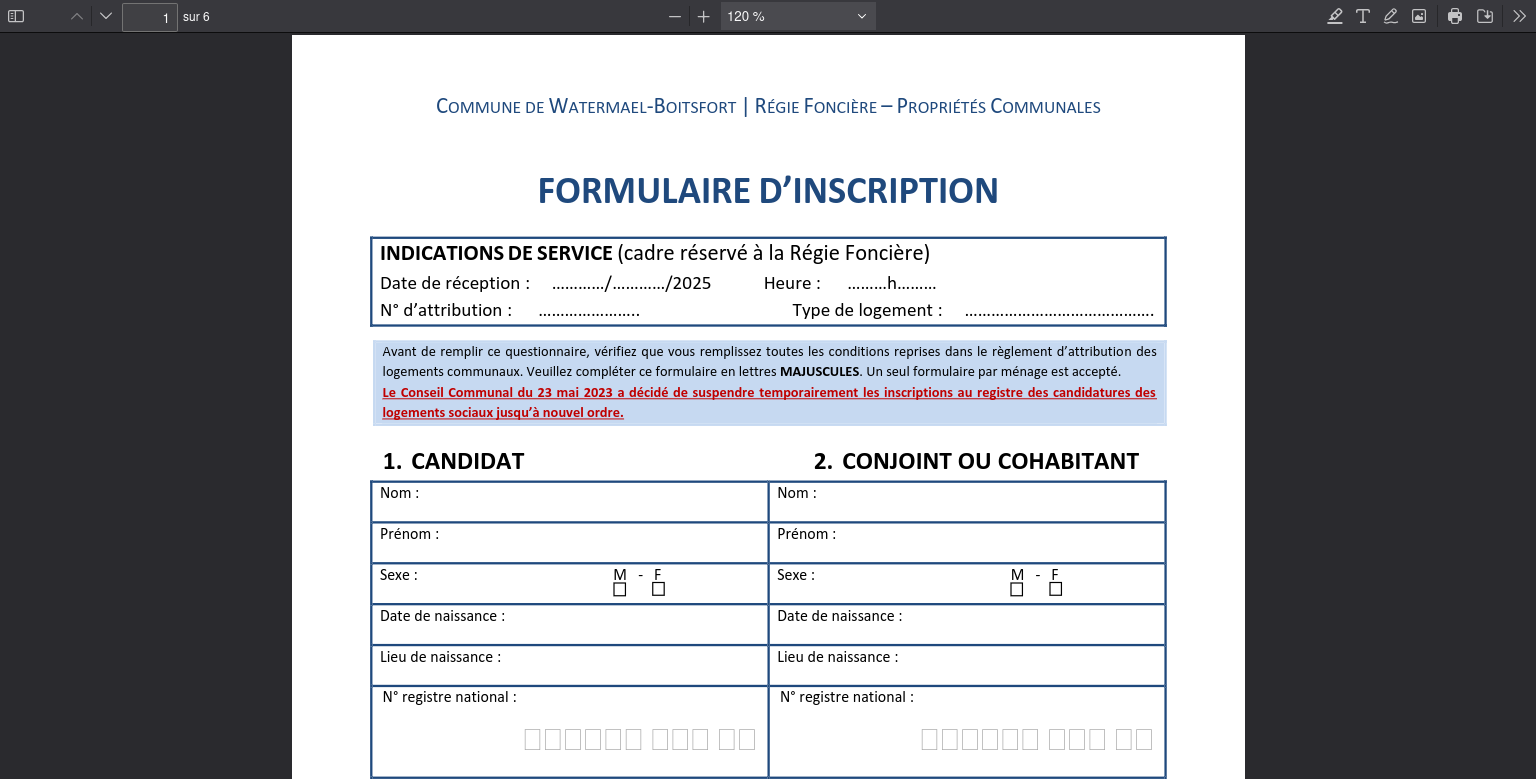 1 sur 6 120 %
Commune de Watermael-Boitsfort | Régie Foncière – Propriétés Communales
FORMULAIRE D’INSCRIPTION
INDICATIONS DE SERVICE (cadre réservé à la Régie Foncière)
Date de réception : …………/…………/2025 Heure : ………h………
N° d’attribution : ………………….. Type de logement : …………………………………….
Avant de remplir ce questionnaire, vérifiez que vous remplissez toutes les conditions reprises dans le règlement d’attribution des
logements communaux. Veuillez compléter ce formulaire en lettres MAJUSCULES. Un seul formulaire par ménage est accepté.
Le Conseil Communal du 23 mai 2023 a décidé de suspendre temporairement les inscriptions au registre des candidatures des
logements sociaux jusqu’à nouvel ordre.
1. CANDIDAT 2. CONJOINT OU COHABITANT
Nom : Nom :
Prénom : Prénom :
Sexe : M - F Sexe : M - F
Date de naissance : Date de naissance :
Lieu de naissance : Lieu de naissance :
N° registre national : N° registre national :